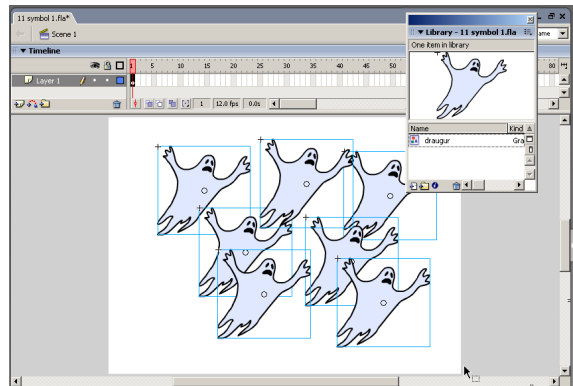 11 symbol 1.fla*
Scene 1
Timeline
1 5 10 15 20 25 30 35 40 45 50 80
Layer 1
1 12.0 fps 0.0s
Library - 11 symbol 1.fla
One item in library
Name Kind
draugur Gra